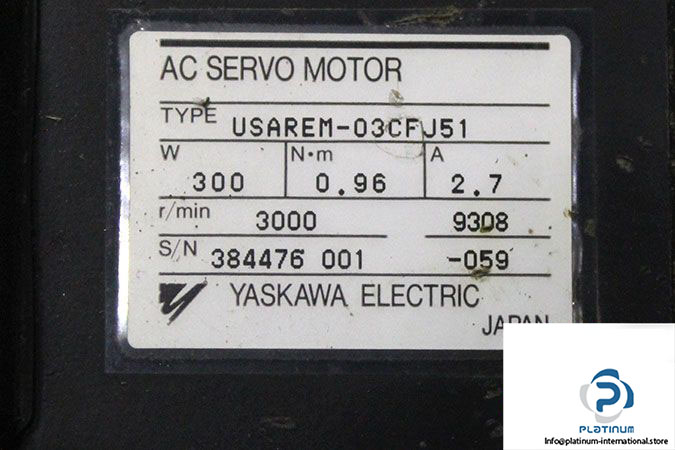 AC SERVO MOTOR
TYPE USAREM-03CFJ51
W N·m A
300 0.96 2.7
r/min 3000 9308
S/N 384476 001 -059
YASKAWA ELECTRIC
JAPAN
PLATINUM
Info@platinum-international.store